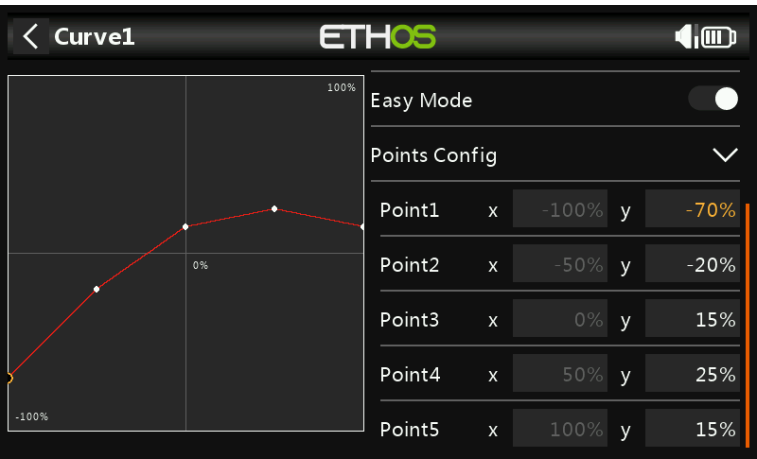 Curve1 ETHOS
100%
0%
-100%
Easy Mode
Points Config
Point1 x -100% y -70%
Point2 x -50% y -20%
Point3 x 0% y 15%
Point4 x 50% y 25%
Point5 x 100% y 15%